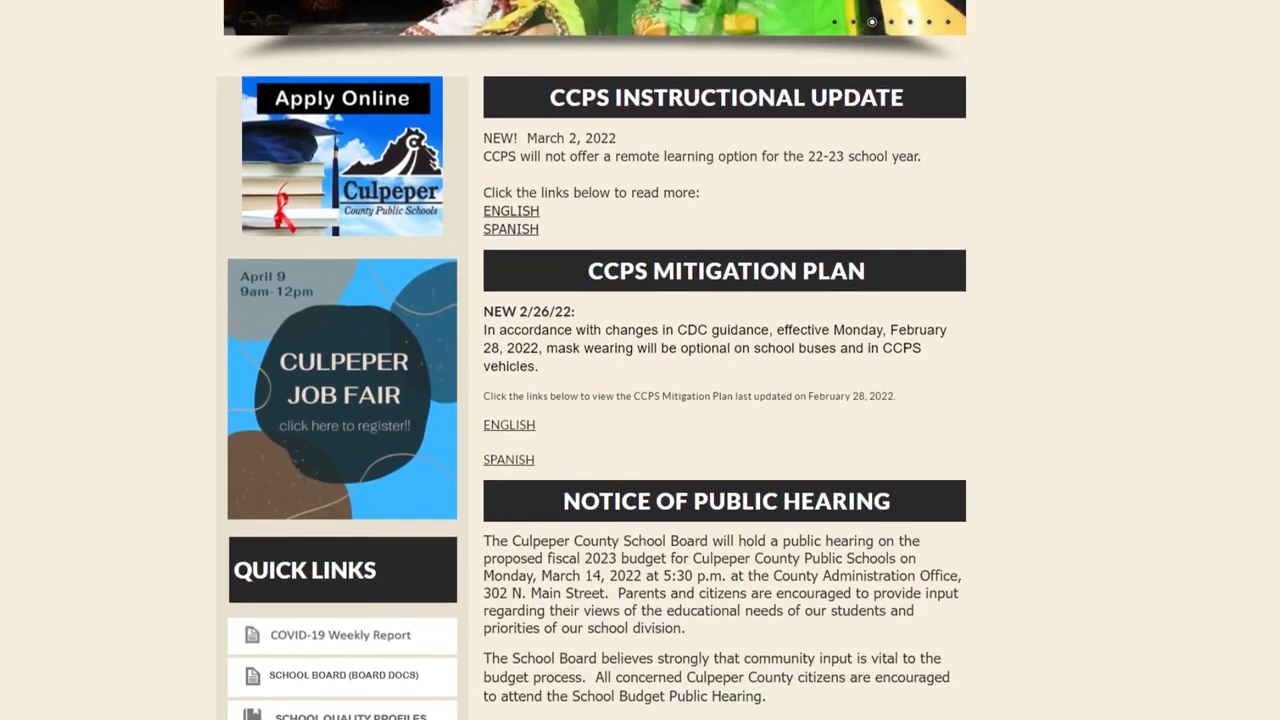 Apply Online
Culpeper
County Public Schools
April 9
9am-12pm
CULPEPER
JOB FAIR
click here to register!!
QUICK LINKS
COVID-19 Weekly Report
SCHOOL BOARD (BOARD DOCS)
SCHOOL QUALITY PROFILES
CCPS INSTRUCTIONAL UPDATE
NEW!  March 2, 2022
CCPS will not offer a remote learning option for the 22-23 school year.
Click the links below to read more:
ENGLISH
SPANISH
CCPS MITIGATION PLAN
NEW 2/26/22:
In accordance with changes in CDC guidance, effective Monday, February
28, 2022, mask wearing will be optional on school buses and in CCPS
vehicles.
Click the links below to view the CCPS Mitigation Plan last updated on February 28, 2022.
ENGLISH
SPANISH
NOTICE OF PUBLIC HEARING
The Culpeper County School Board will hold a public hearing on the
proposed fiscal 2023 budget for Culpeper County Public Schools on
Monday, March 14, 2022 at 5:30 p.m. at the County Administration Office,
302 N. Main Street.  Parents and citizens are encouraged to provide input
regarding their views of the educational needs of our students and
priorities of our school division.
The School Board believes strongly that community input is vital to the
budget process.  All concerned Culpeper County citizens are encouraged
to attend the School Budget Public Hearing.